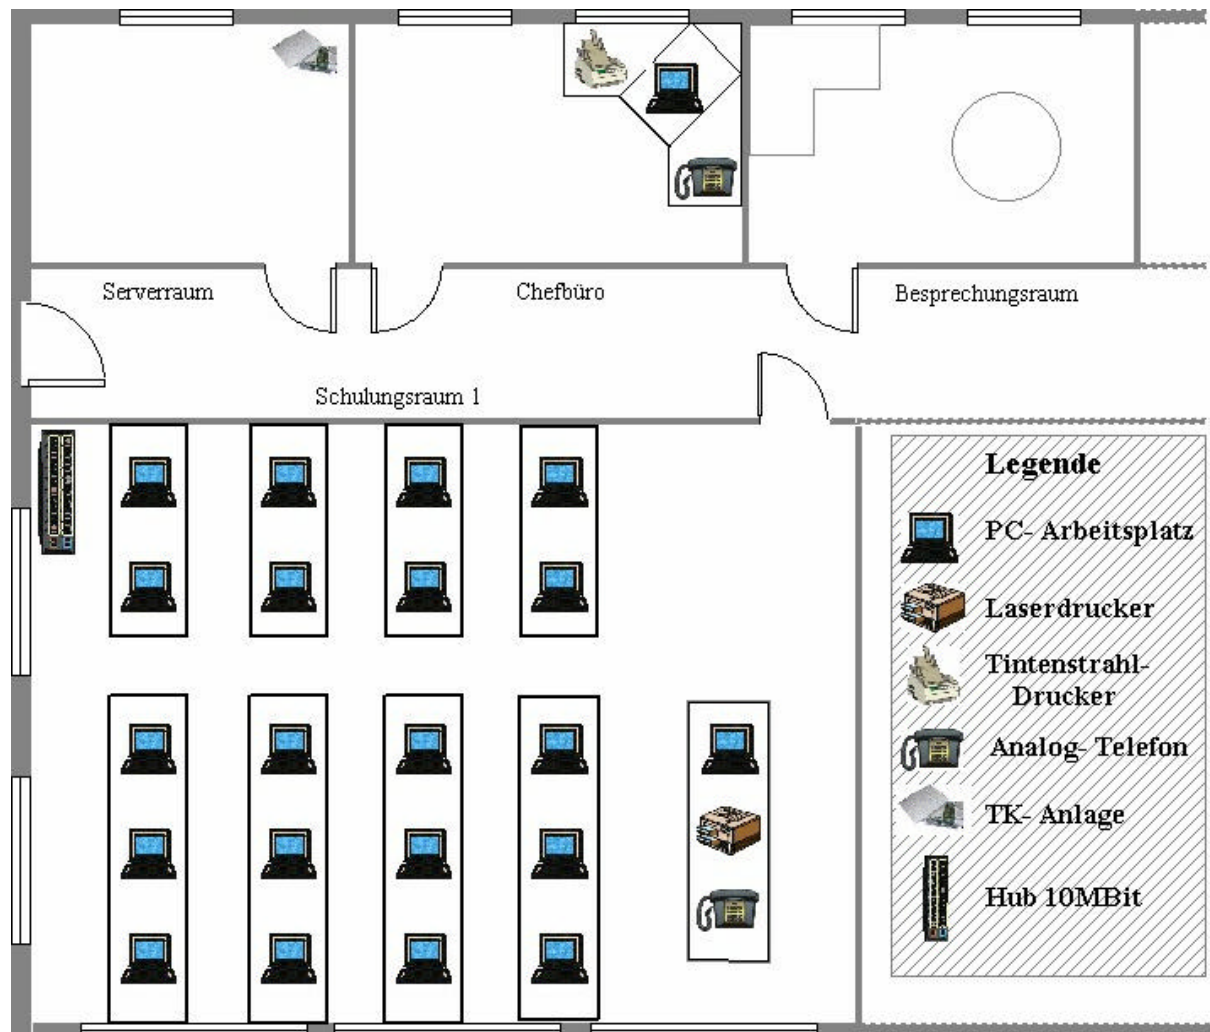 Serverraum
Chefbüro
Besprechungsraum
Schulungsraum 1
Legende
PC- Arbeitsplatz
Laserdrucker
Tintenstrahl-
Drucker
Analog- Telefon
TK- Anlage
Hub 10MBit